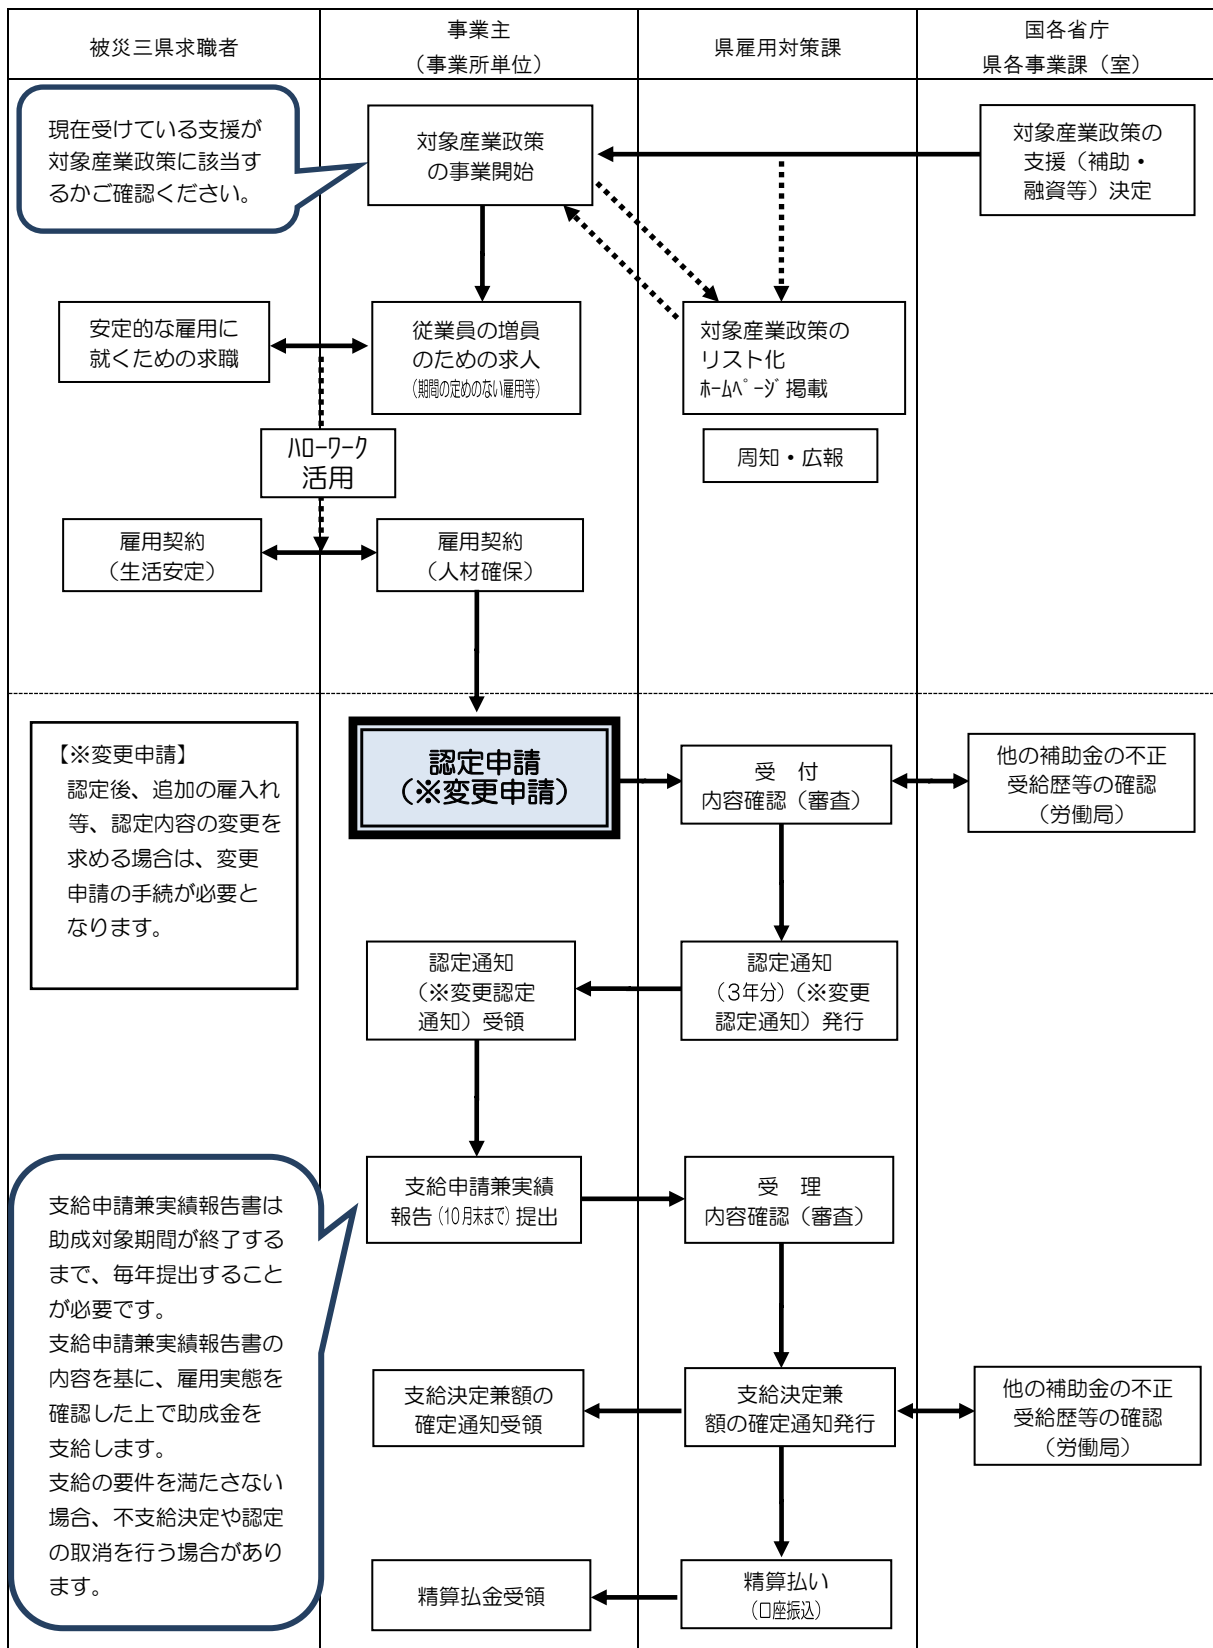 被災三県求職者
事業主
（事業所単位）
県雇用対策課
国各省庁
県各事業課（室）
現在受けている支援が
対象産業政策に該当す
るかご確認ください。
対象産業政策
の事業開始
対象産業政策の
支援（補助・
融資等）決定
安定的な雇用に
就くための求職
従業員の増員
のための求人
（期間の定めのない雇用等）
対象産業政策の
リスト化
ﾎｰﾑﾍﾟｰｼﾞ掲載
ﾊﾛｰﾜｰｸ
活用
周知・広報
雇用契約
（生活安定）
雇用契約
（人材確保）
【※変更申請】
認定後、追加の雇入れ
等、認定内容の変更を
求める場合は、変更
申請の手続が必要と
なります。
認定申請
（※変更申請）
受　付
内容確認（審査）
他の補助金の不正
受給歴等の確認
（労働局）
認定通知
（※変更認定
通知）受領
認定通知
（３年分）（※変更
認定通知）発行
支給申請兼実績報告書は
助成対象期間が終了する
まで、毎年提出すること
が必要です。
支給申請兼実績報告書の
内容を基に、雇用実態を
確認した上で助成金を
支給します。
支給の要件を満たさない
場合、不支給決定や認定
の取消を行う場合があり
ます。
支給申請兼実績
報告（10月末まで）提出
受　理
内容確認（審査）
支給決定兼額の
確定通知受領
支給決定兼
額の確定通知発行
他の補助金の不正
受給歴等の確認
（労働局）
精算払金受領
精算払い
（口座振込）